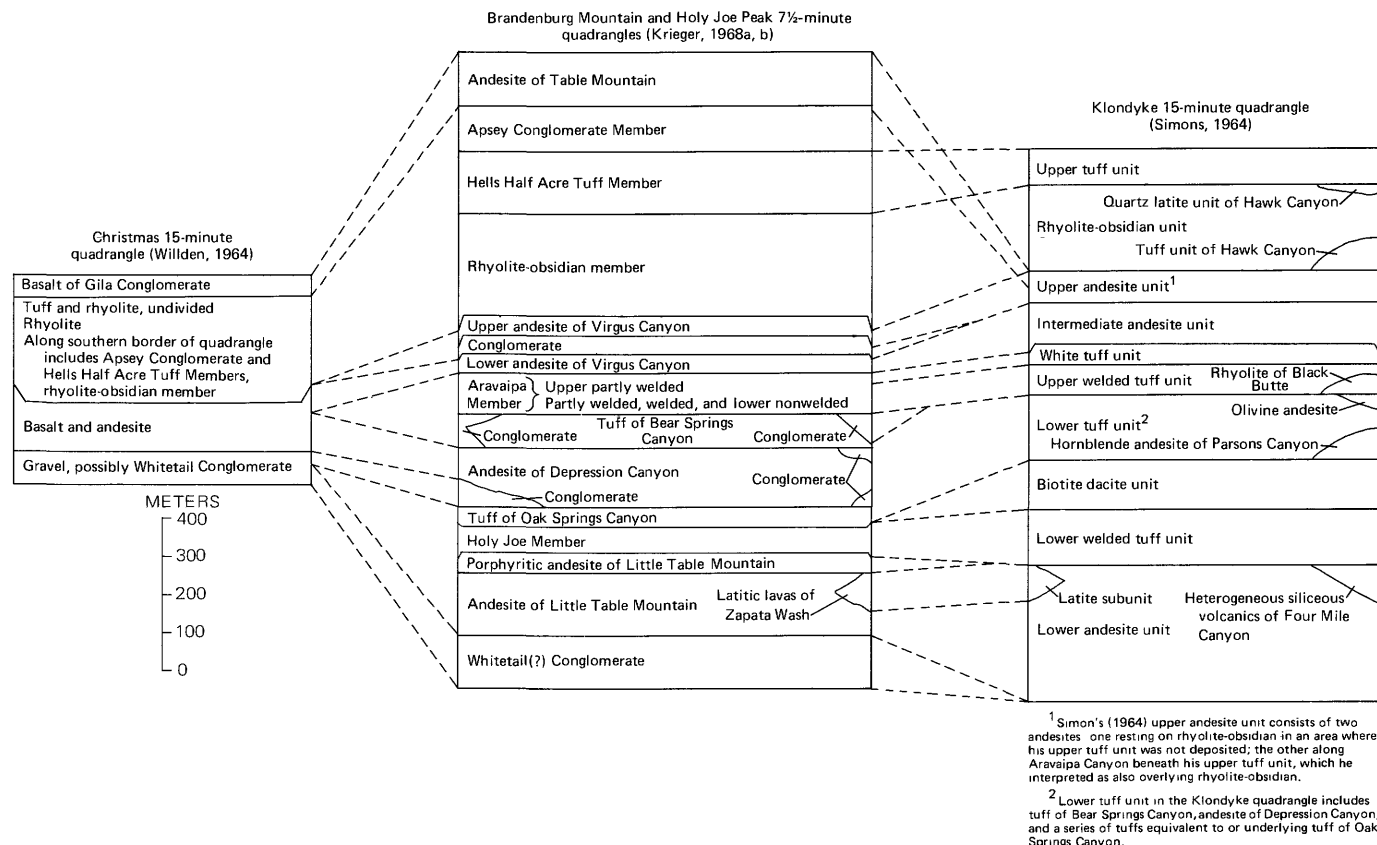 Brandenburg Mountain and Holy Joe Peak 7½-minute
quadrangles (Krieger, 1968a, b)
Andesite of Table Mountain
Apsey Conglomerate Member
Hells Half Acre Tuff Member
Rhyolite-obsidian member
Upper andesite of Virgus Canyon
Conglomerate
Lower andesite of Virgus Canyon
Aravaipa
Member
Upper partly welded
Partly welded, welded, and lower nonwelded
Tuff of Bear Springs
Canyon
Conglomerate
Conglomerate
Andesite of Depression Canyon
Conglomerate
Conglomerate
Tuff of Oak Springs Canyon
Holy Joe Member
Porphyritic andesite of Little Table Mountain
Andesite of Little Table Mountain
Latitic lavas of
Zapata Wash
Whitetail(?) Conglomerate
Christmas 15-minute
quadrangle (Willden, 1964)
Basalt of Gila Conglomerate
Tuff and rhyolite, undivided
Rhyolite
Along southern border of quadrangle
includes Apsey Conglomerate and
Hells Half Acre Tuff Members,
rhyolite-obsidian member
Basalt and andesite
Gravel, possibly Whitetail Conglomerate
METERS
400
300
200
100
0
Klondyke 15-minute quadrangle
(Simons, 1964)
Upper tuff unit
Quartz latite unit of Hawk Canyon
Rhyolite-obsidian unit
Tuff unit of Hawk Canyon
Upper andesite unit1
Intermediate andesite unit
White tuff unit
Upper welded tuff unit
Rhyolite of Black
Butte
Olivine andesite
Lower tuff unit2
Hornblende andesite of Parsons Canyon
Biotite dacite unit
Lower welded tuff unit
Latite subunit
Heterogeneous siliceous
volcanics of Four Mile
Canyon
Lower andesite unit
1 Simon's (1964) upper andesite unit consists of two
andesites one resting on rhyolite-obsidian in an area where
his upper tuff unit was not deposited; the other along
Aravaipa Canyon beneath his upper tuff unit, which he
interpreted as also overlying rhyolite-obsidian.
2 Lower tuff unit in the Klondyke quadrangle includes
tuff of Bear Springs Canyon, andesite of Depression Canyon,
and a series of tuffs equivalent to or underlying tuff of Oak
Springs Canyon.